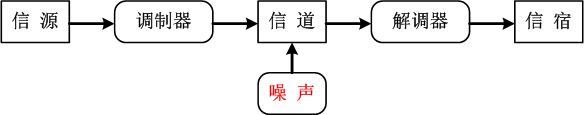 信 源 调制器 信 道 解调器 信 宿
噪 声